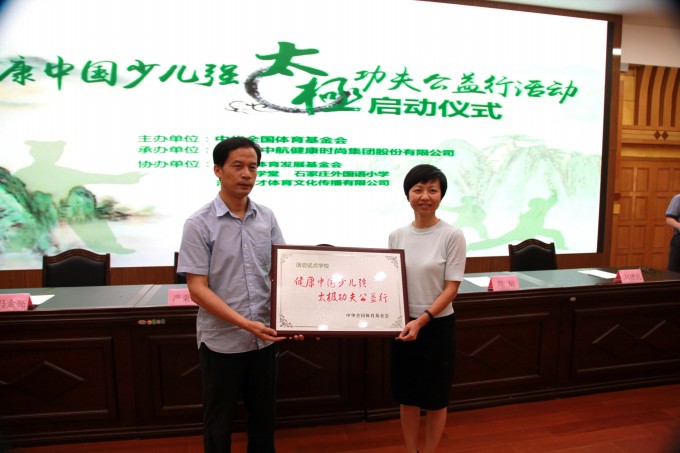 康中国少儿强 太極功夫公益行活动
启动仪式
主办单位：中华全国体育基金会
承办单位：中航健康时尚集团股份有限公司
协办单位：体育发展基金会
学堂 石家庄外国语小学
才体育文化传播有限公司
活动试点学校
健康中国少儿强
太极功夫公益行
中华全国体育基金会